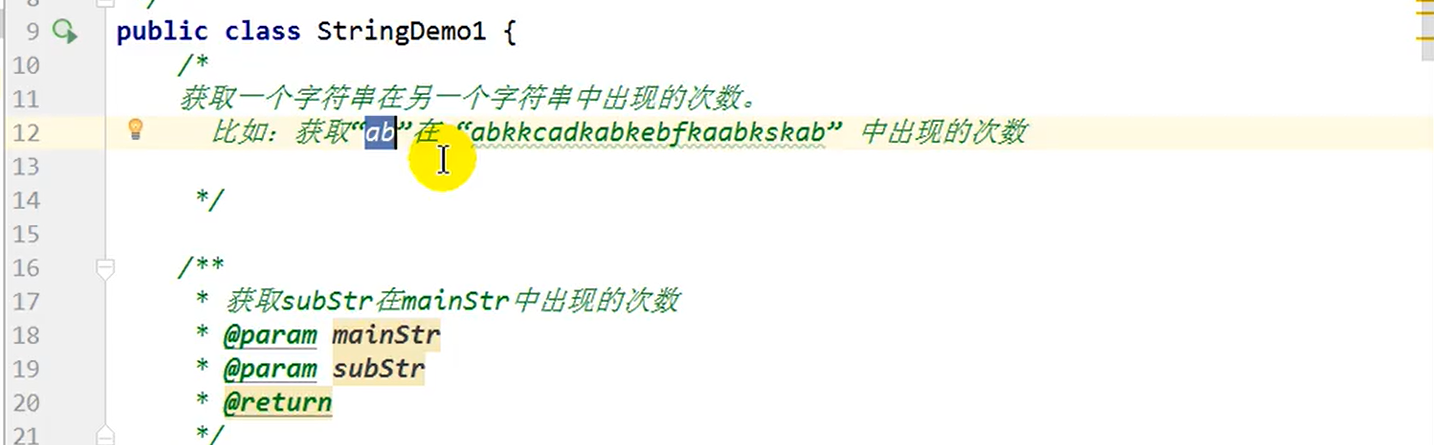 8 */
9 public class StringDemo1 {
10 /*
11 获取一个字符串在另一个字符串中出现的次数。
12 比如：获取“ab”在 “abkkcadkabkebfkaabkskab” 中出现的次数
13
14 */
15
16 /**
17 * 获取subStr在mainStr中出现的次数
18 * @param mainStr
19 * @param subStr
20 * @return
21 */